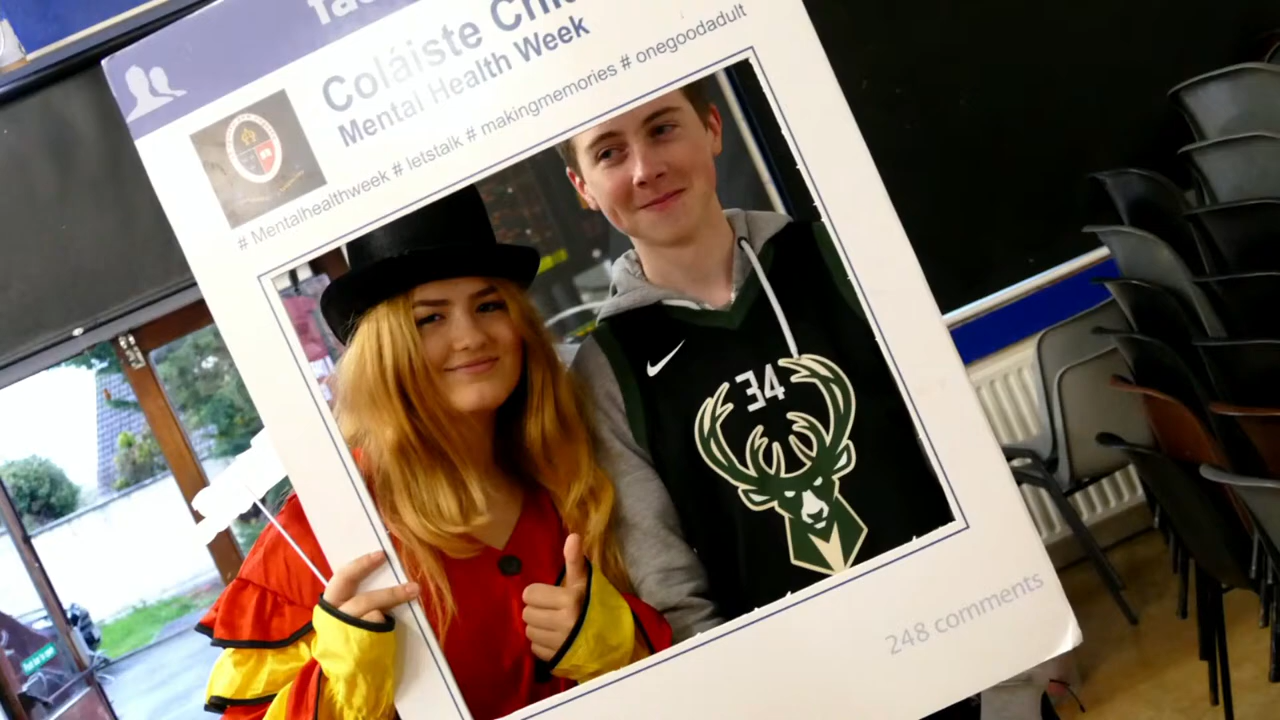 Coláiste
Mental Health Week
# Mentalhealthweek # letstalk # makingmemories # onegoodadult
34
248 comments